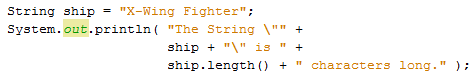 String ship = "X-Wing Fighter";
System.out.println( "The String \"" +
ship + "\" is " +
ship.length() + " characters long." );